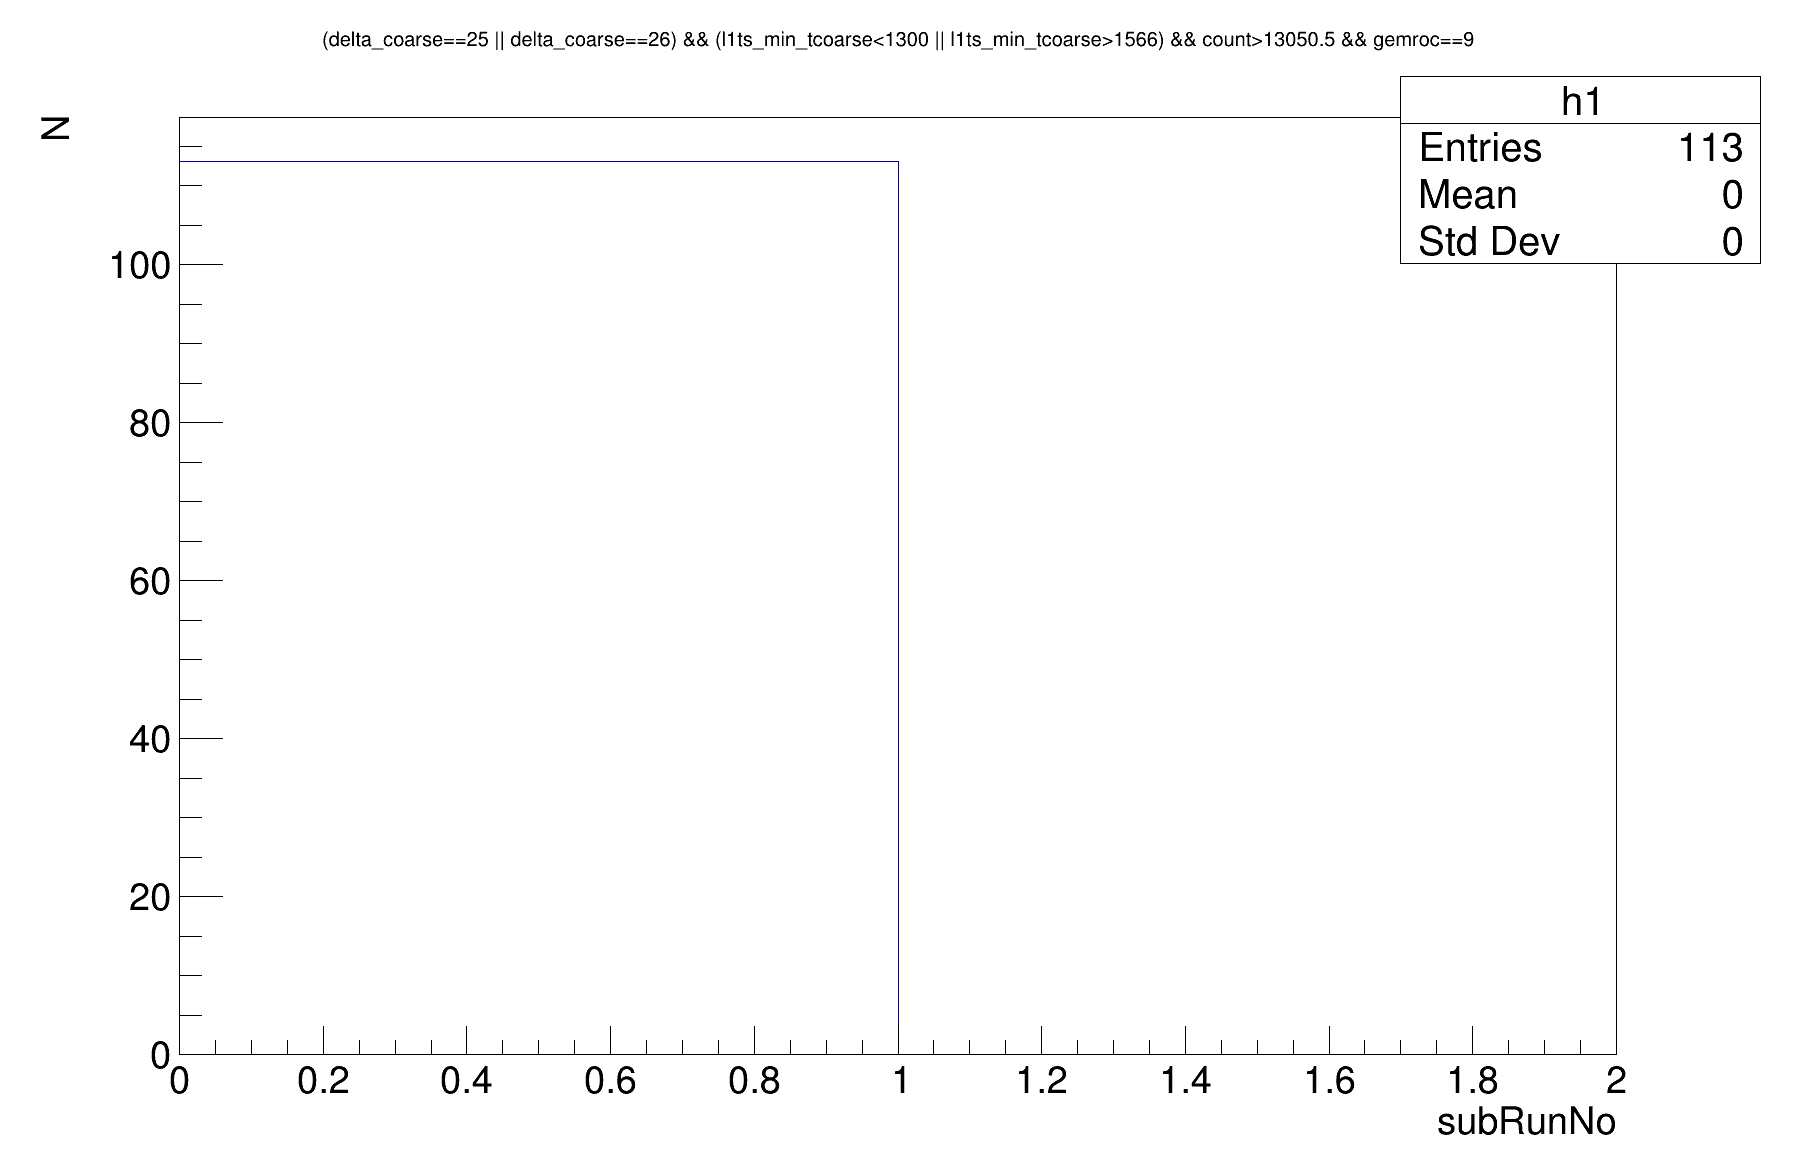 (delta_coarse==25 || delta_coarse==26) && (l1ts_min_tcoarse<1300 || l1ts_min_tcoarse>1566) && count>13050.5 && gemroc==9
N
h1
Entries 113
Mean 0
Std Dev 0
100
80
60
40
20
0
0 0.2 0.4 0.6 0.8 1 1.2 1.4 1.6 1.8 2
subRunNo